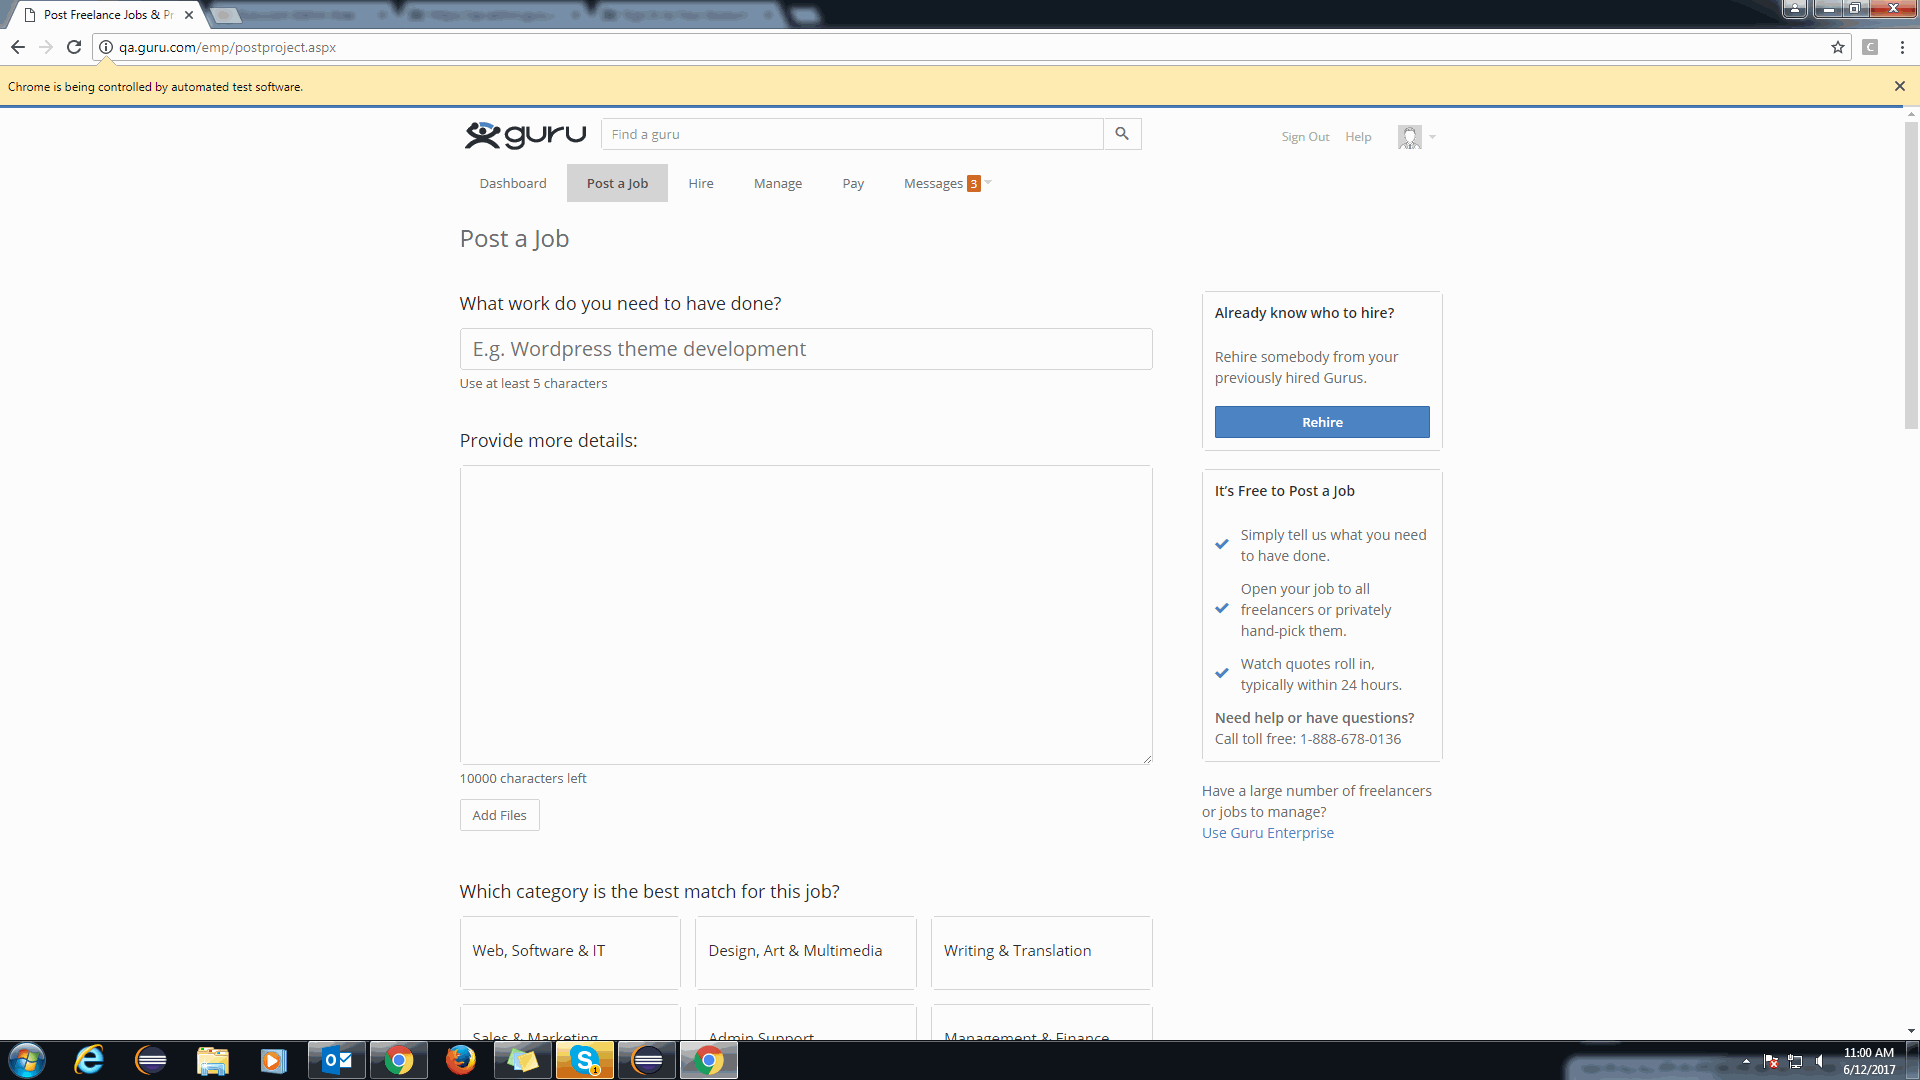 Post Freelance Jobs & Pr
qa.guru.com/emp/postproject.aspx
C
Chrome is being controlled by automated test software.
guru
Find a guru
Sign Out Help
Dashboard Post a Job Hire Manage Pay Messages 3
Post a Job
What work do you need to have done?
E.g. Wordpress theme development
Use at least 5 characters
Provide more details:
10000 characters left
Add Files
Already know who to hire?
Rehire somebody from your
previously hired Gurus.
Rehire
It's Free to Post a Job
Simply tell us what you need
to have done.
Open your job to all
freelancers or privately
hand-pick them.
Watch quotes roll in,
typically within 24 hours.
Need help or have questions?
Call toll free: 1-888-678-0136
Have a large number of freelancers
or jobs to manage?
Use Guru Enterprise
Which category is the best match for this job?
Web, Software & IT
Design, Art & Multimedia
Writing & Translation
Sales & Marketing
Admin Support
Management & Finance
1
11:00 AM
6/12/2017